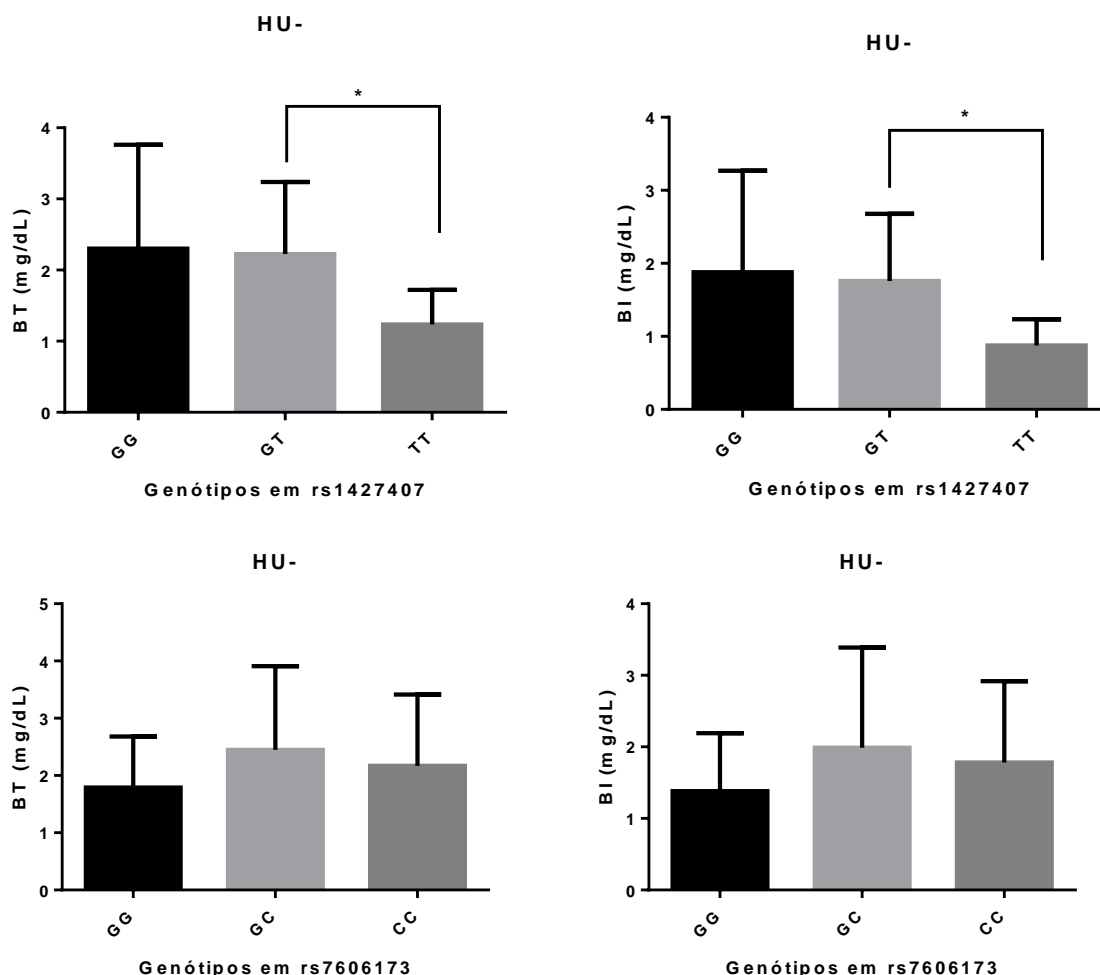 HU-
*
4
3
2
1
0
BT (mg/dL)
GG
GT
TT
Genótipos em rs1427407
HU-
*
4
3
2
1
0
BI (mg/dL)
GG
GT
TT
Genótipos em rs1427407
HU-
5
4
3
2
1
0
BT (mg/dL)
GG
GC
CC
Genótipos em rs7606173
HU-
4
3
2
1
0
BI (mg/dL)
GG
GC
CC
Genótipos em rs7606173